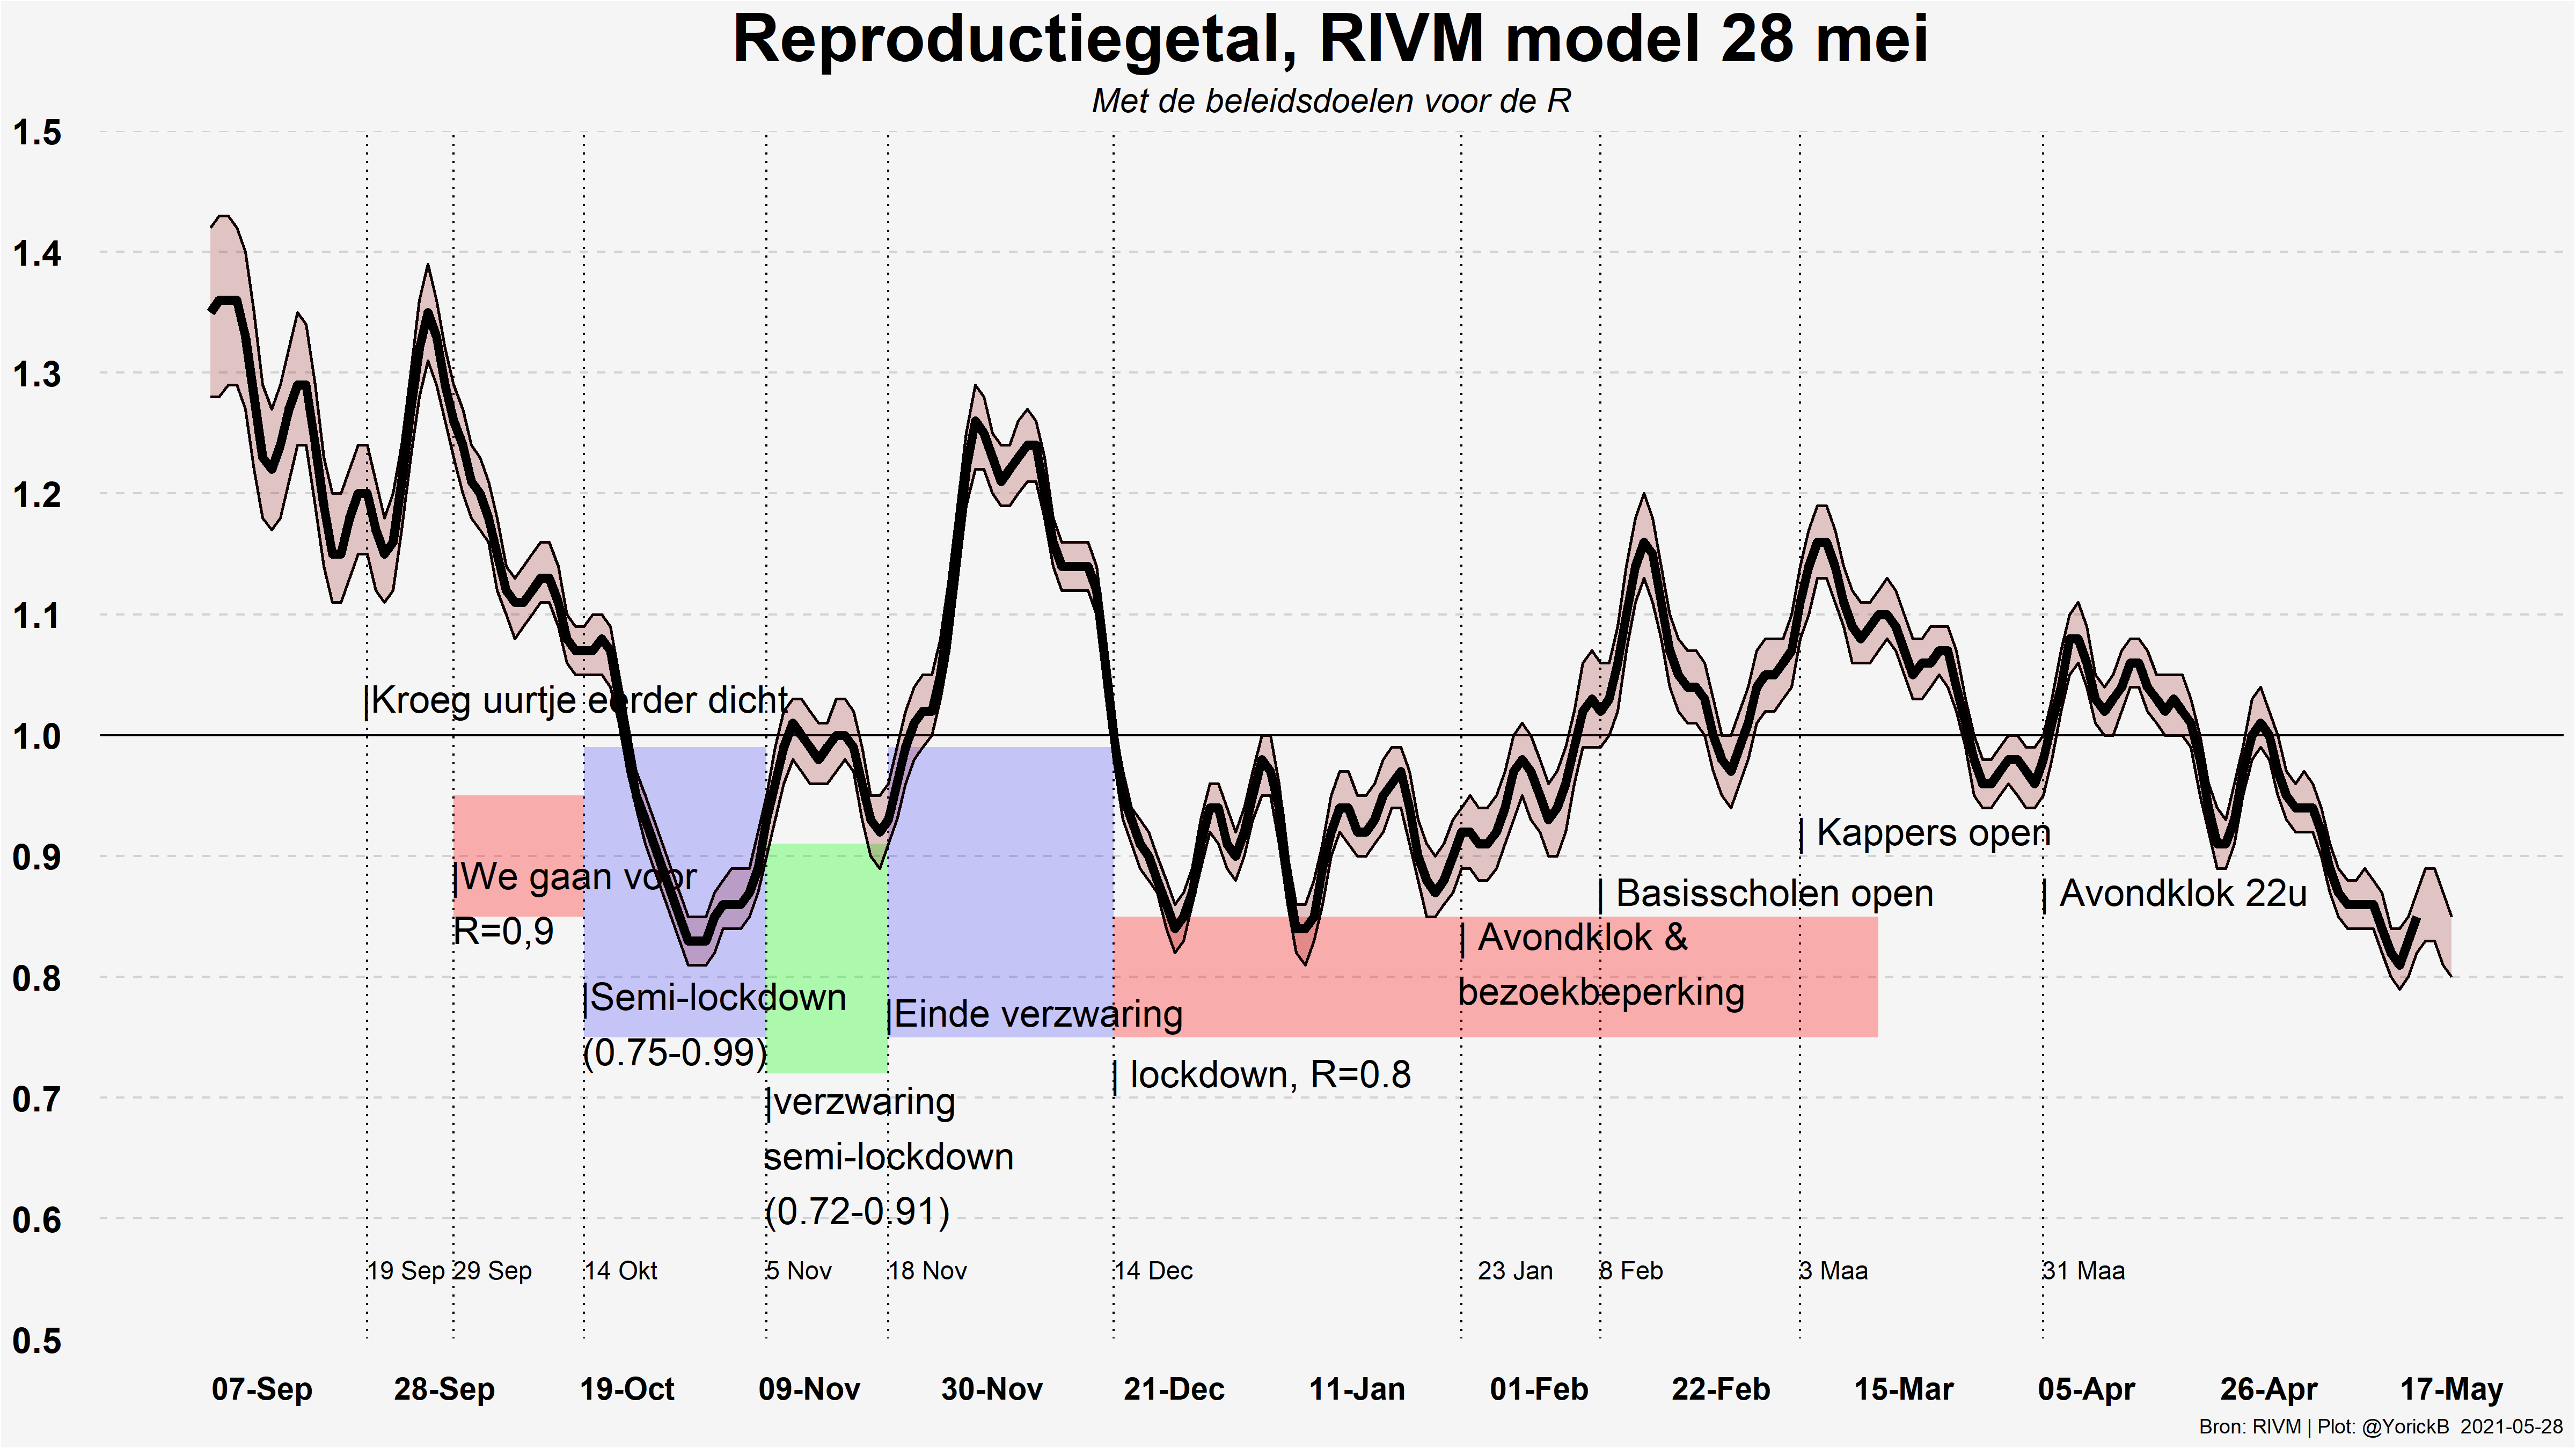 Reproductiegetal, RIVM model 28 mei
Met de beleidsdoelen voor de R
1.5
1.4
1.3
1.2
1.1
1.0
0.9
0.8
0.7
0.6
0.5
|Kroeg uurtje eerder dicht
|We gaan voor
R=0,9
|Semi-lockdown
(0.75-0.99)
|verzwaring
semi-lockdown
(0.72-0.91)
|Einde verzwaring
| lockdown, R=0.8
| Avondklok &
bezoekbeperking
| Basisscholen open
| Kappers open
| Avondklok 22u
19 Sep
29 Sep
14 Okt
5 Nov
18 Nov
14 Dec
23 Jan
8 Feb
3 Maa
31 Maa
07-Sep
28-Sep
19-Oct
09-Nov
30-Nov
21-Dec
11-Jan
01-Feb
22-Feb
15-Mar
05-Apr
26-Apr
17-May
Bron: RIVM | Plot: @YorickB  2021-05-28